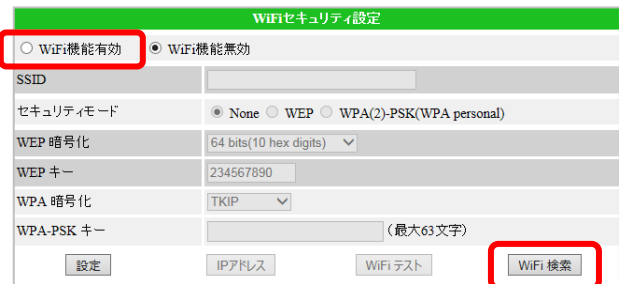 WiFiセキュリティ設定
WiFi機能有効 WiFi機能無効
SSID
セキュリティモード None WEP WPA(2)-PSK(WPA personal)
WEP 暗号化 64 bits(10 hex digits)
WEP キー 234567890
WPA 暗号化 TKIP
WPA-PSK キー (最大63文字)
設定 IPアドレス WiFi テスト WiFi 検索